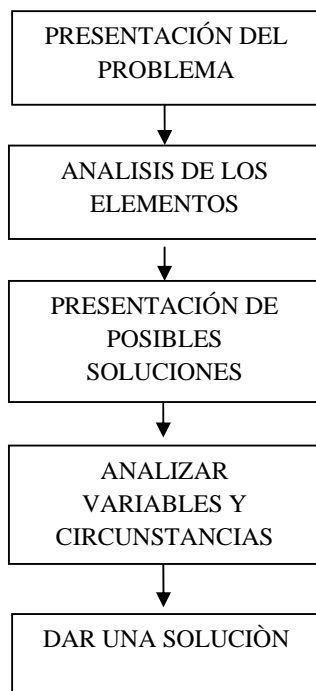 PRESENTACIÓN DEL
PROBLEMA
ANALISIS DE LOS
ELEMENTOS
PRESENTACIÓN DE
POSIBLES
SOLUCIONES
ANALIZAR
VARIABLES Y
CIRCUNSTANCIAS
DAR UNA SOLUCIÒN